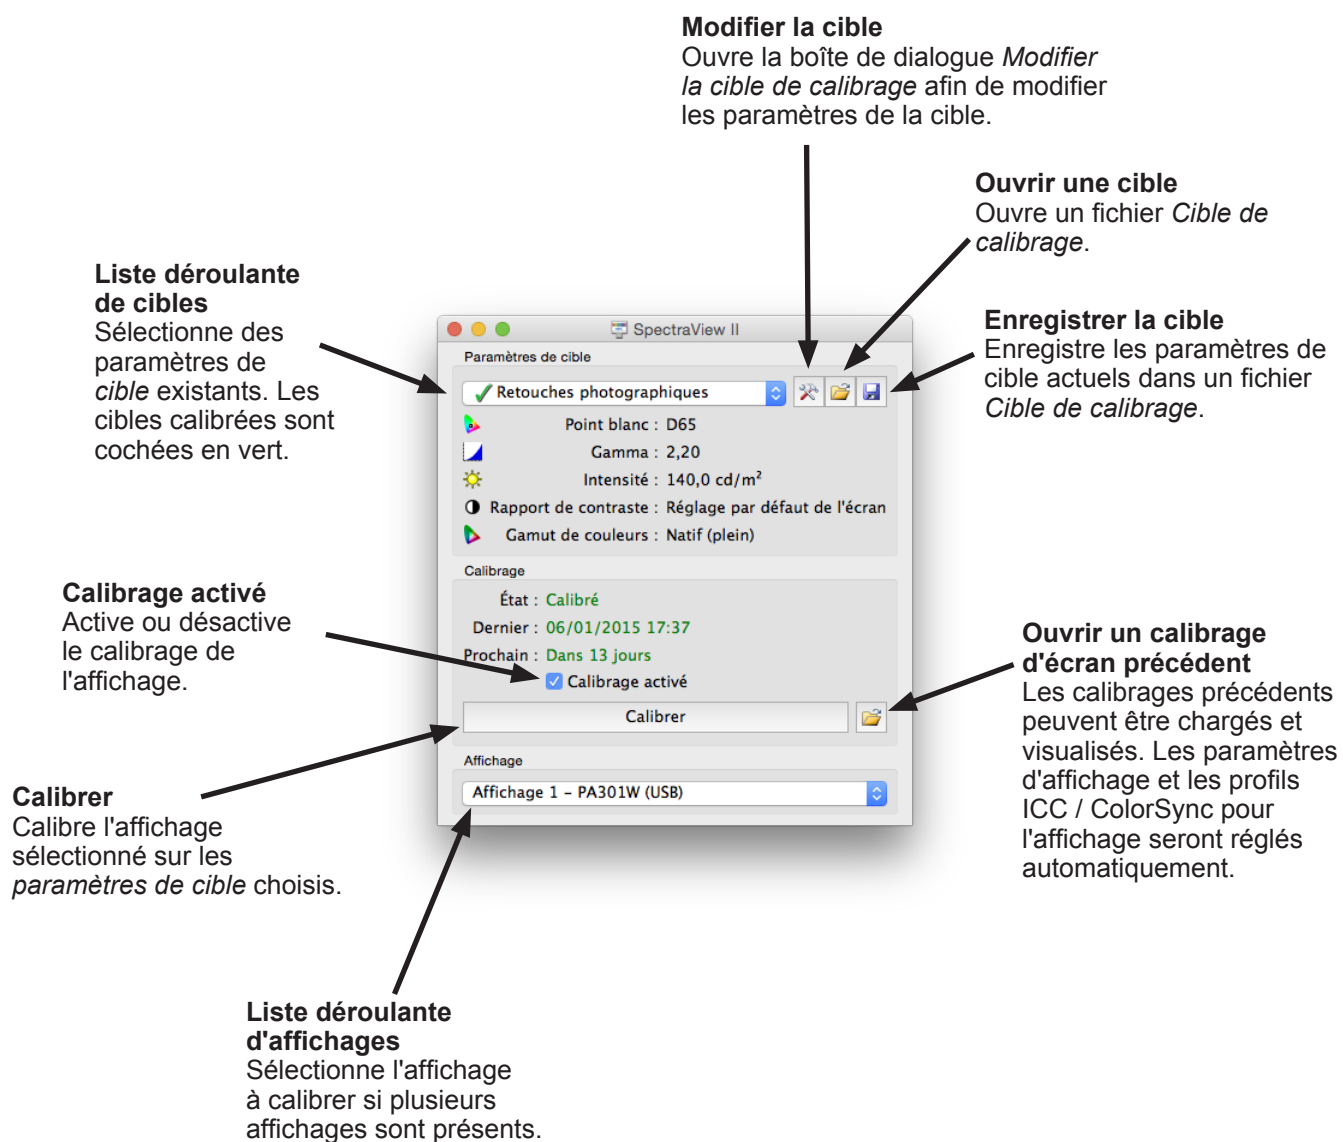 Modifier la cible
Ouvre la boîte de dialogue Modifier
la cible de calibrage afin de modifier
les paramètres de la cible.
Ouvrir une cible
Ouvre un fichier Cible de
calibrage.
Liste déroulante
de cibles
Sélectionne des
paramètres de
cible existants. Les
cibles calibrées sont
cochées en vert.
Enregistrer la cible
Enregistre les paramètres de
cible actuels dans un fichier
Cible de calibrage.
SpectraView II
Paramètres de cible
Retouches photographiques
Point blanc : D65
Gamma : 2,20
Intensité : 140,0 cd/m²
Rapport de contraste : Réglage par défaut de l'écran
Gamut de couleurs : Natif (plein)
Calibrage
État : Calibré
Dernier : 06/01/2015 17:37
Prochain : Dans 13 jours
Calibrage activé
Calibrer
Affichage
Affichage 1 – PA301W (USB)
Calibrage activé
Active ou désactive
le calibrage de
l'affichage.
Ouvrir un calibrage
d'écran précédent
Les calibrages précédents
peuvent être chargés et
visualisés. Les paramètres
d'affichage et les profils
ICC / ColorSync pour
l'affichage seront réglés
automatiquement.
Calibrer
Calibre l'affichage
sélectionné sur les
paramètres de cible choisis.
Liste déroulante
d'affichages
Sélectionne l'affichage
à calibrer si plusieurs
affichages sont présents.